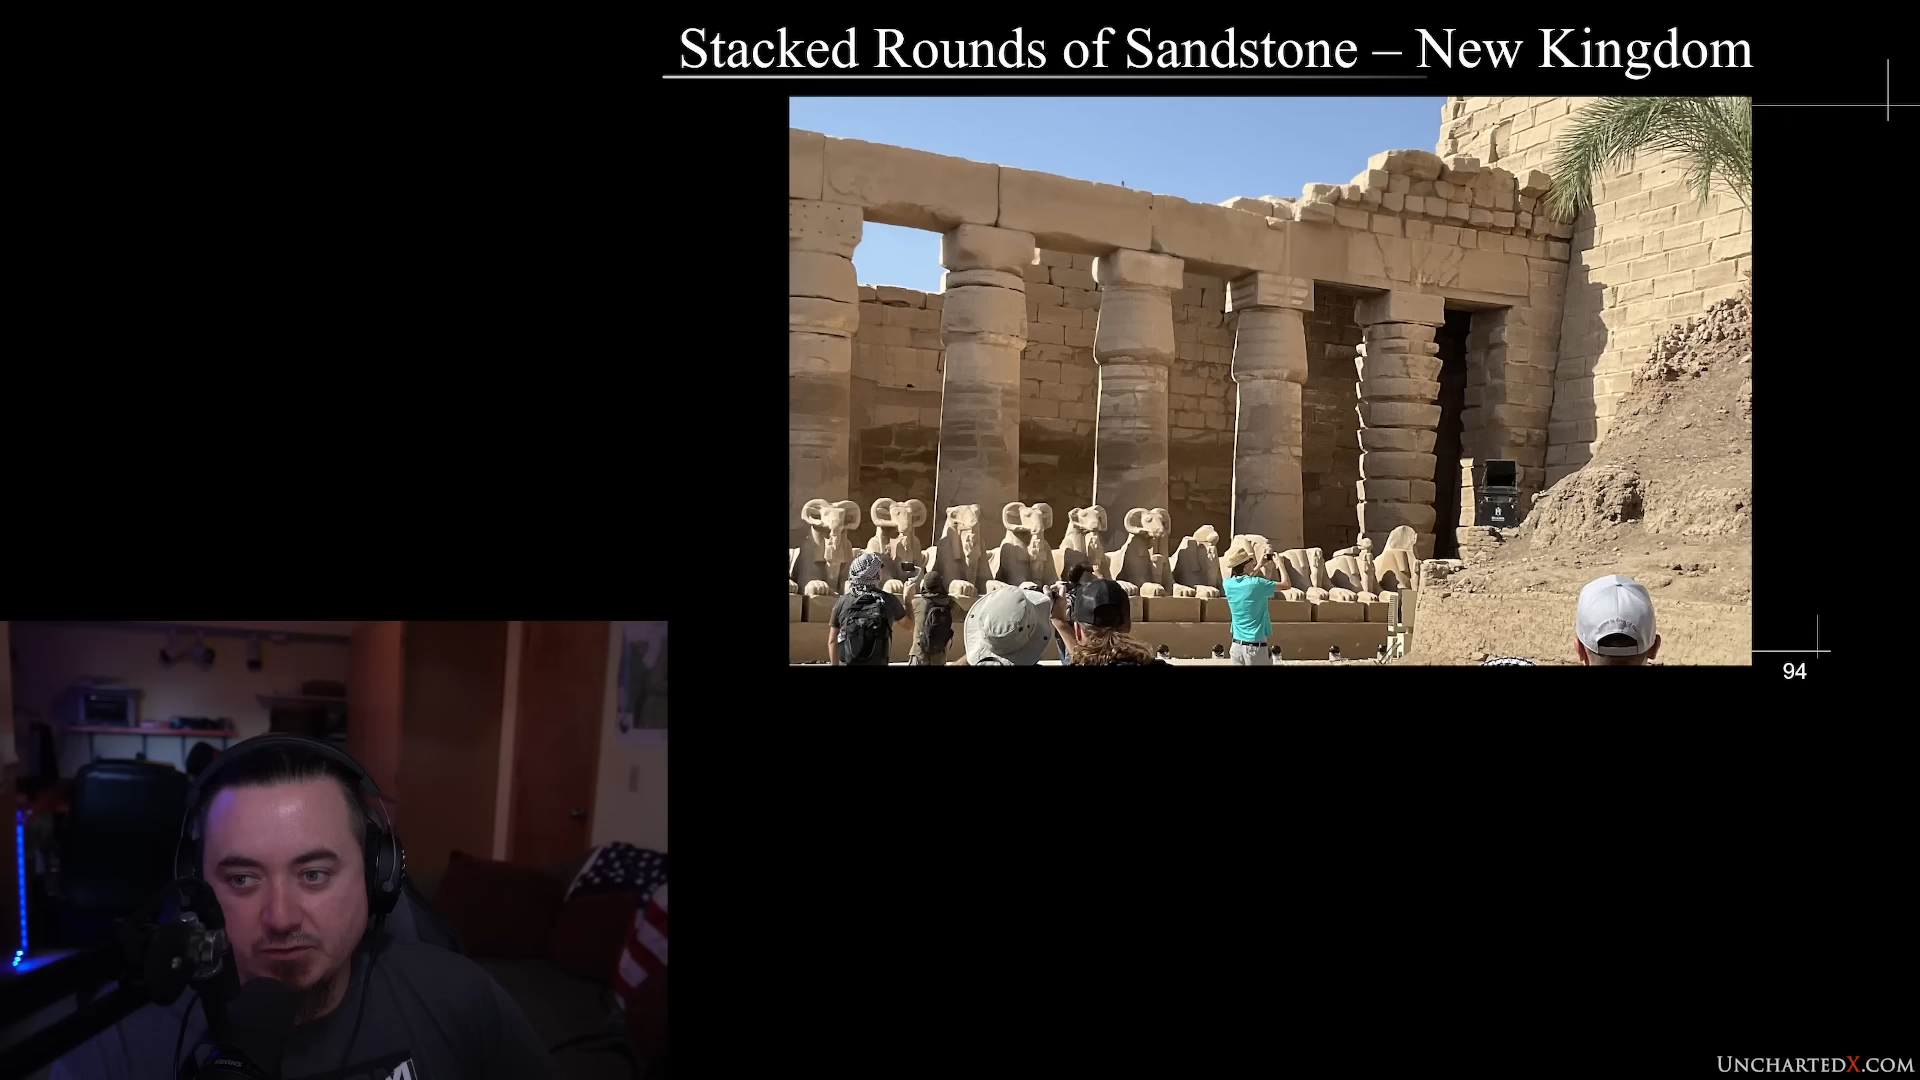 Stacked Rounds of Sandstone – New Kingdom
94
UNCHARTEDX.COM